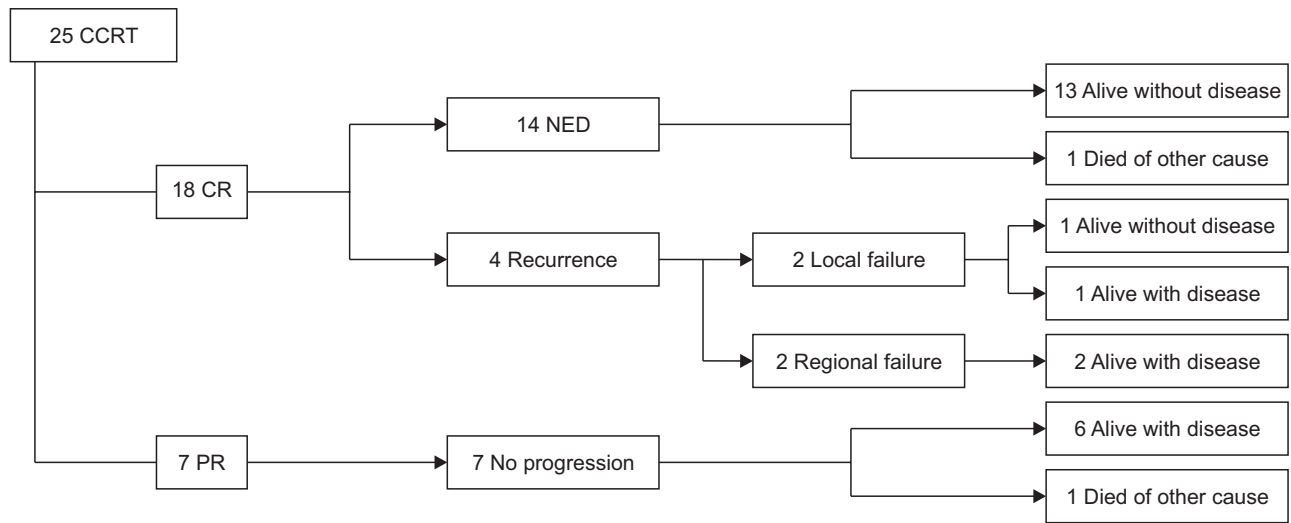 25 CCRT
13 Alive without disease
14 NED
1 Died of other cause
18 CR
1 Alive without disease
4 Recurrence
2 Local failure
1 Alive with disease
2 Regional failure
2 Alive with disease
6 Alive with disease
7 PR
7 No progression
1 Died of other cause